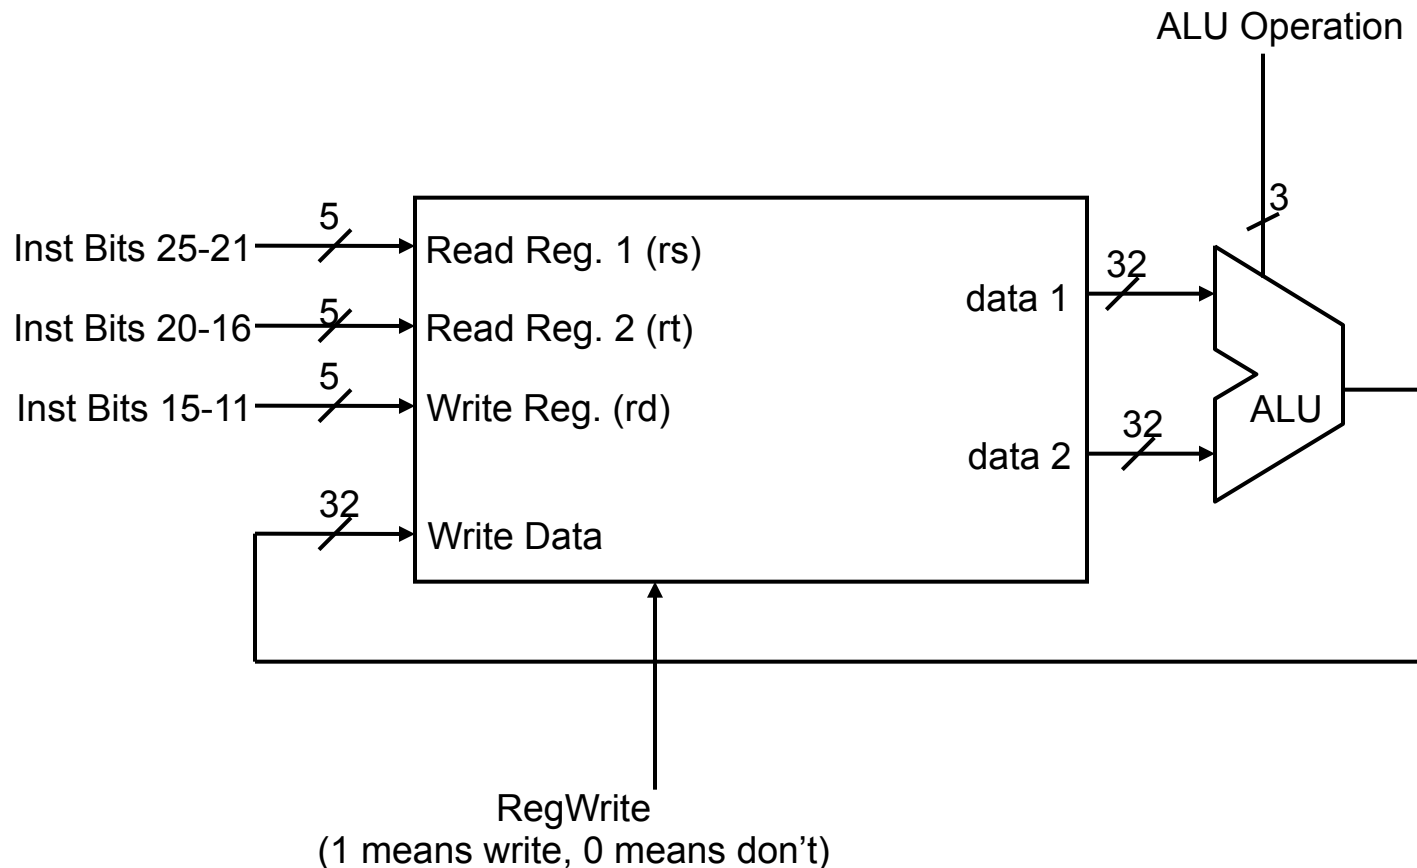 ALU Operation
3
5
Inst Bits 25-21
Read Reg. 1 (rs)
32
data 1
5
Inst Bits 20-16
Read Reg. 2 (rt)
5
Inst Bits 15-11
Write Reg. (rd)
ALU
32
data 2
32
Write Data
RegWrite
(1 means write, 0 means don’t)